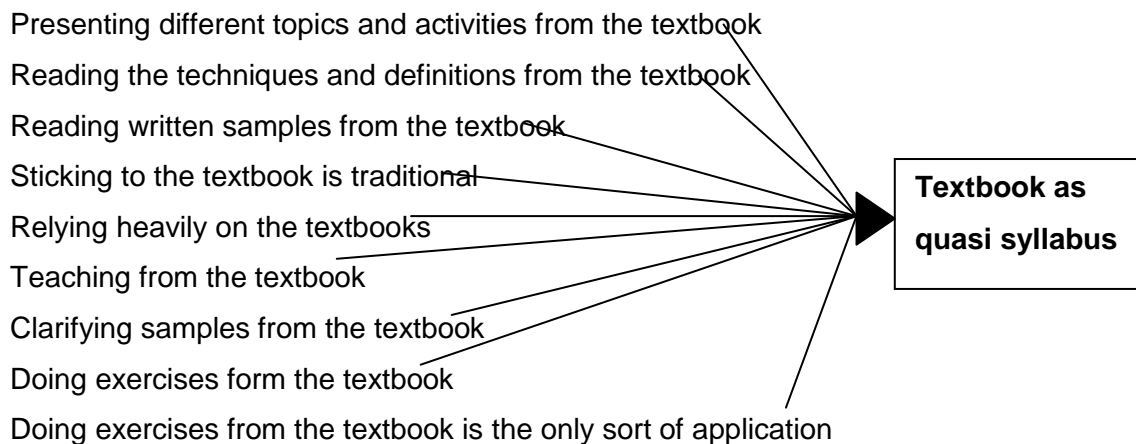 Presenting different topics and activities from the textbook
Reading the techniques and definitions from the textbook
Reading written samples from the textbook
Sticking to the textbook is traditional
Relying heavily on the textbooks
Teaching from the textbook
Clarifying samples from the textbook
Doing exercises form the textbook
Doing exercises from the textbook is the only sort of application
Textbook as
quasi syllabus